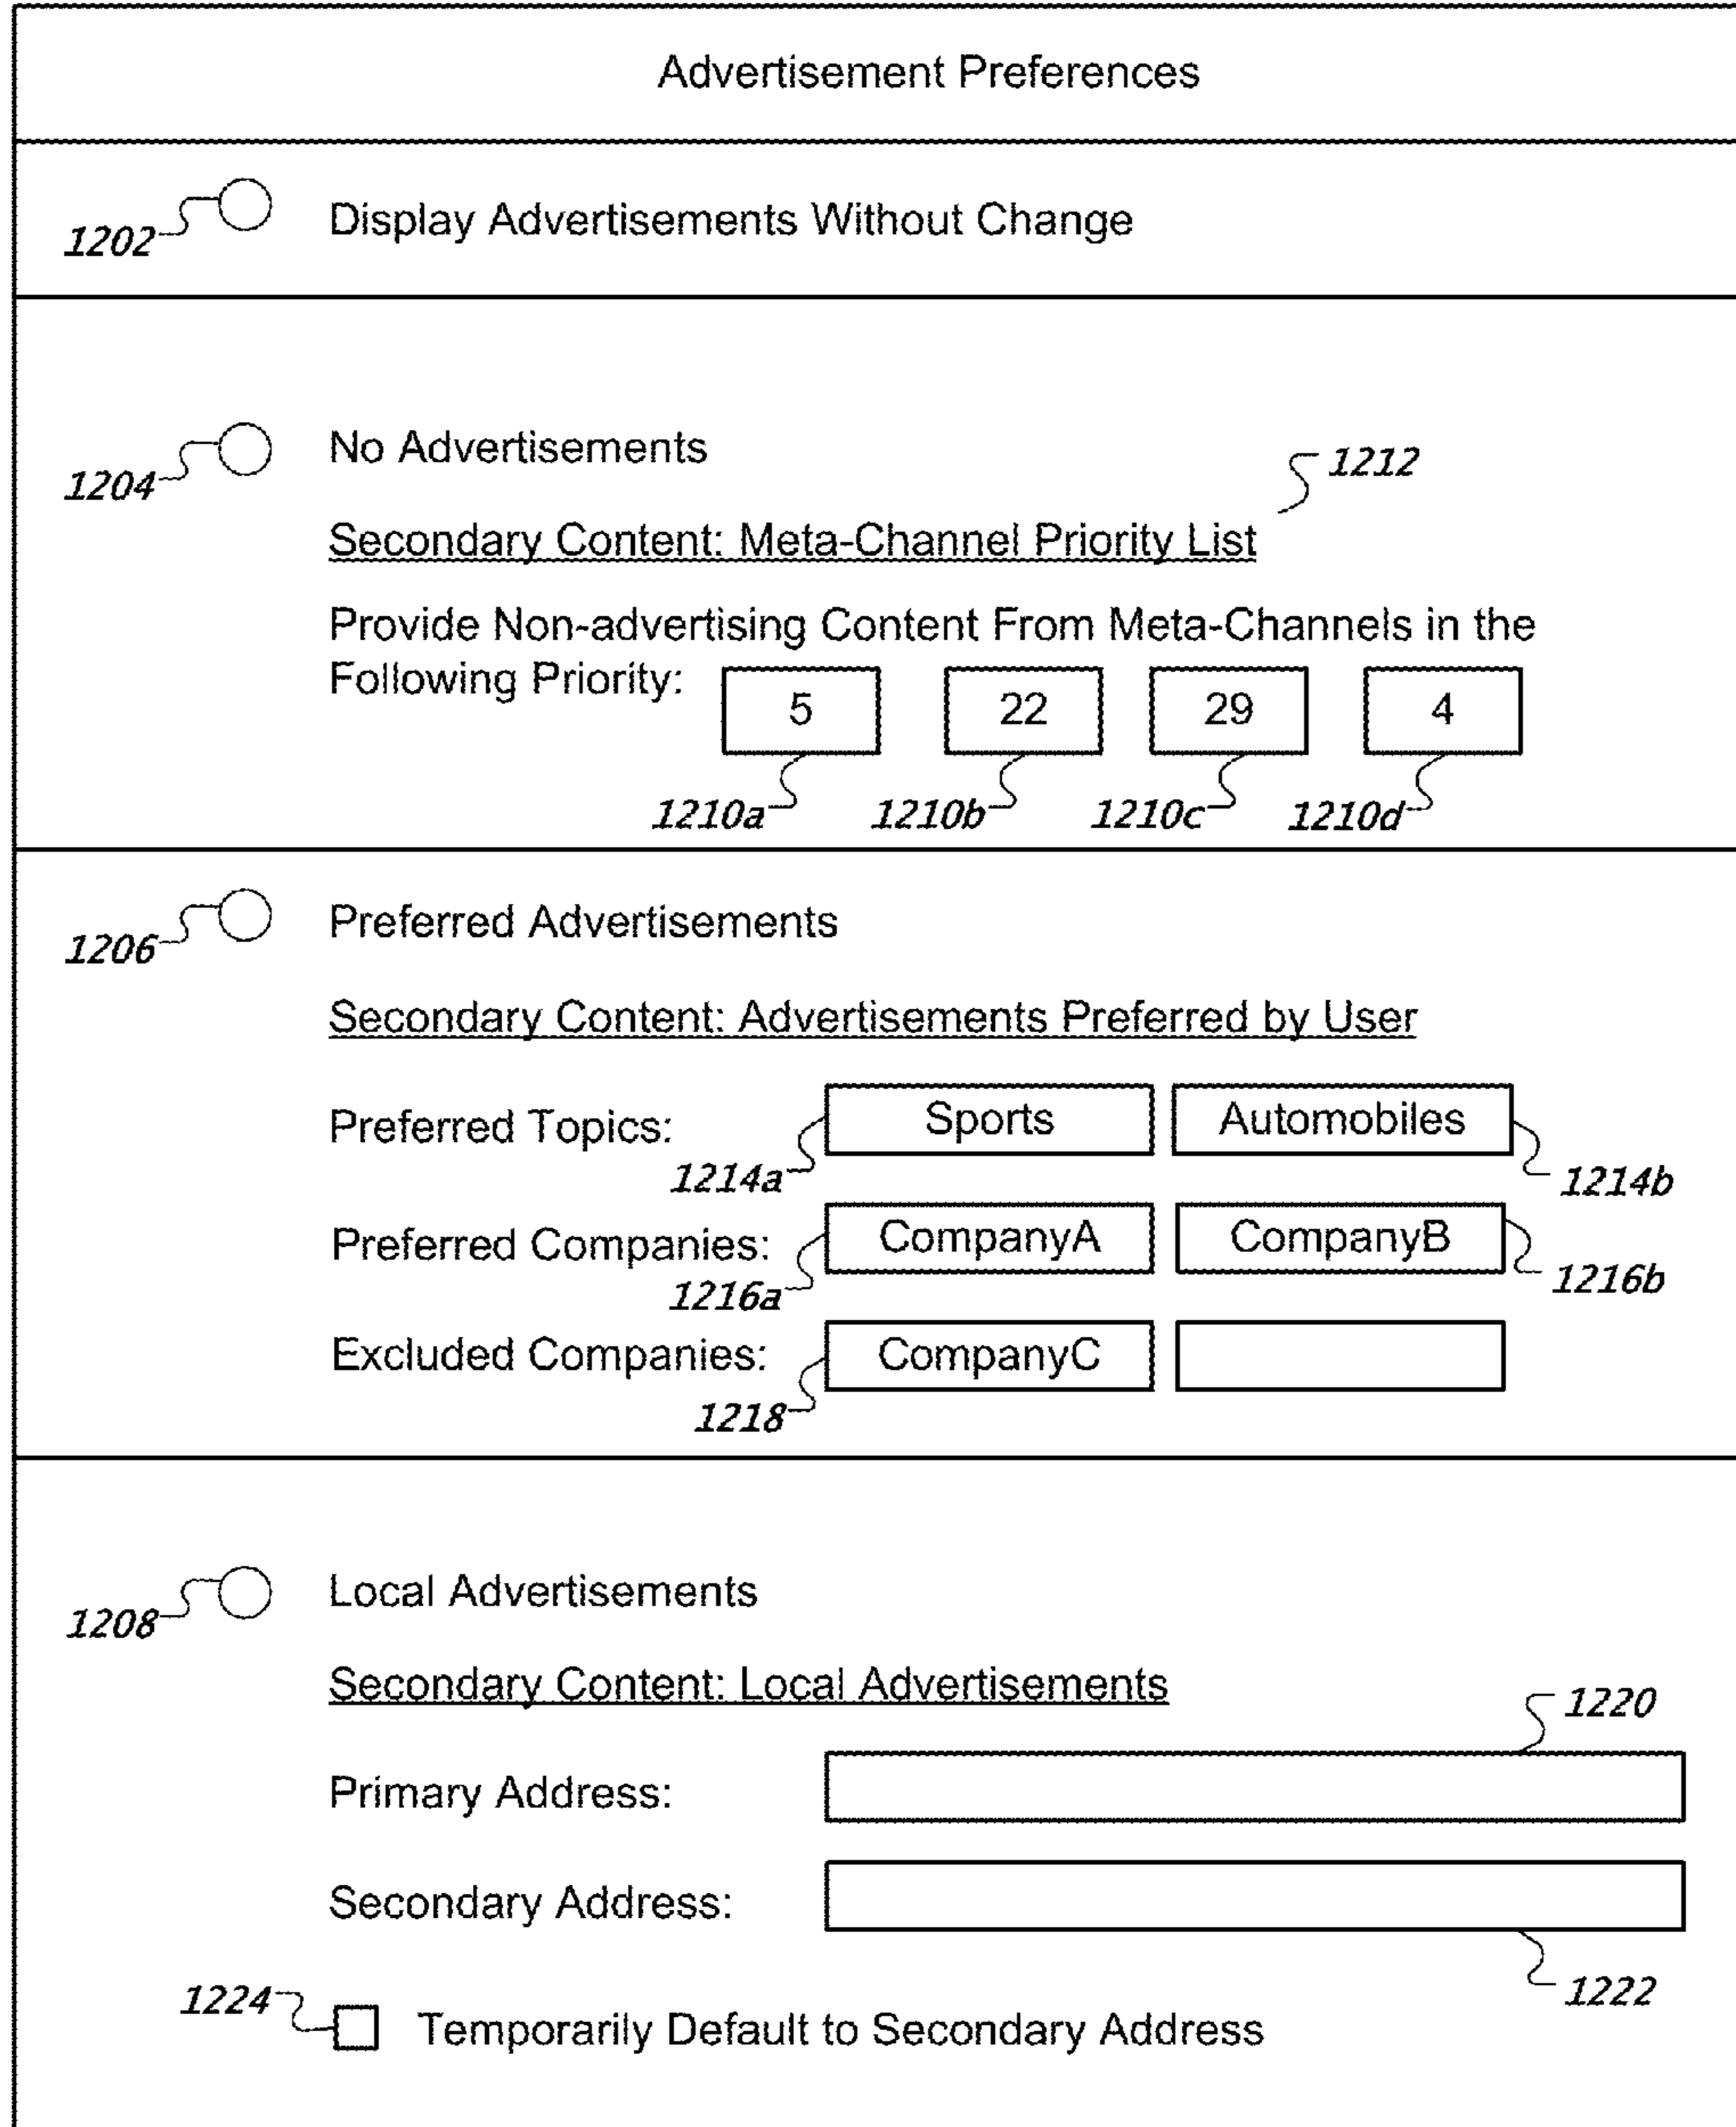 Advertisement Preferences
1202 Display Advertisements Without Change
1204 No Advertisements
1212
Secondary Content: Meta-Channel Priority List
Provide Non-advertising Content From Meta-Channels in the
Following Priority: 5 22 29 4
1210a 1210b 1210c 1210d
1206 Preferred Advertisements
Secondary Content: Advertisements Preferred by User
Preferred Topics: Sports Automobiles
1214a 1214b
Preferred Companies: CompanyA CompanyB
1216a 1216b
Excluded Companies: CompanyC
1218
1208 Local Advertisements
Secondary Content: Local Advertisements
1220
Primary Address:
Secondary Address:
1222
1224 Temporarily Default to Secondary Address